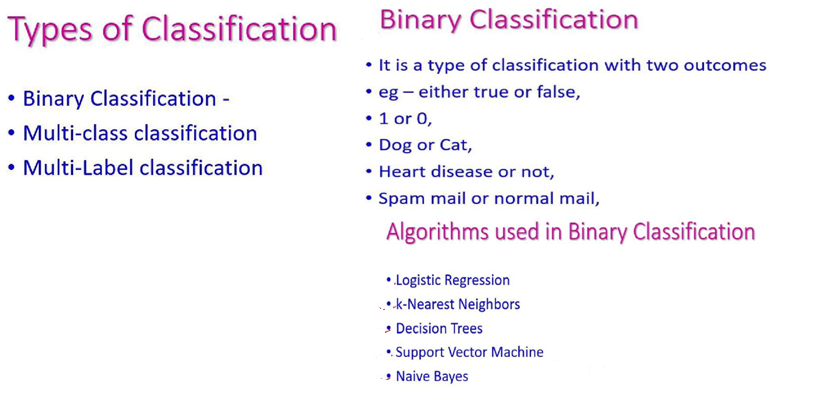 Types of Classification
• Binary Classification -
• Multi-class classification
• Multi-Label classification
Binary Classification
• It is a type of classification with two outcomes
• eg – either true or false,
• 1 or 0,
• Dog or Cat,
• Heart disease or not,
• Spam mail or normal mail,
Algorithms used in Binary Classification
• Logistic Regression
• k-Nearest Neighbors
• Decision Trees
• Support Vector Machine
• Naive Bayes